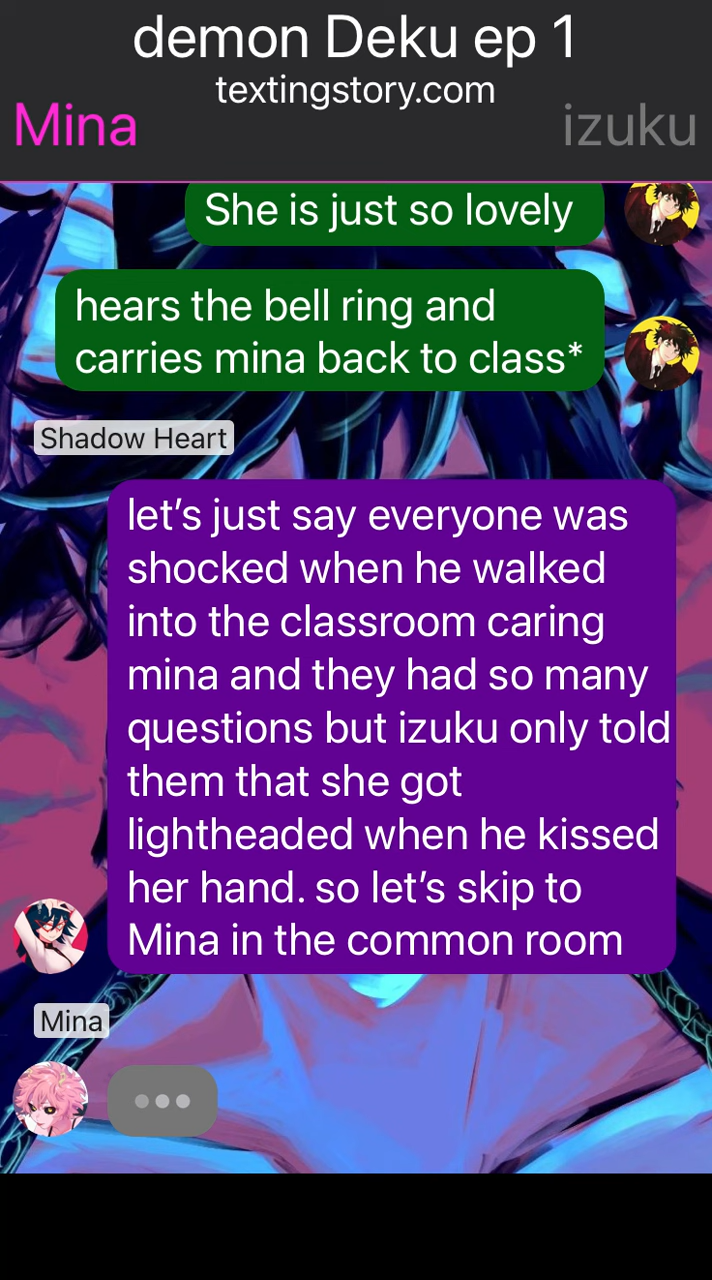 demon Deku ep 1
textingstory.com
Mina
izuku
She is just so lovely
hears the bell ring and
carries mina back to class*
Shadow Heart
let’s just say everyone was
shocked when he walked
into the classroom caring
mina and they had so many
questions but izuku only told
them that she got
lightheaded when he kissed
her hand. so let’s skip to
Mina in the common room
Mina